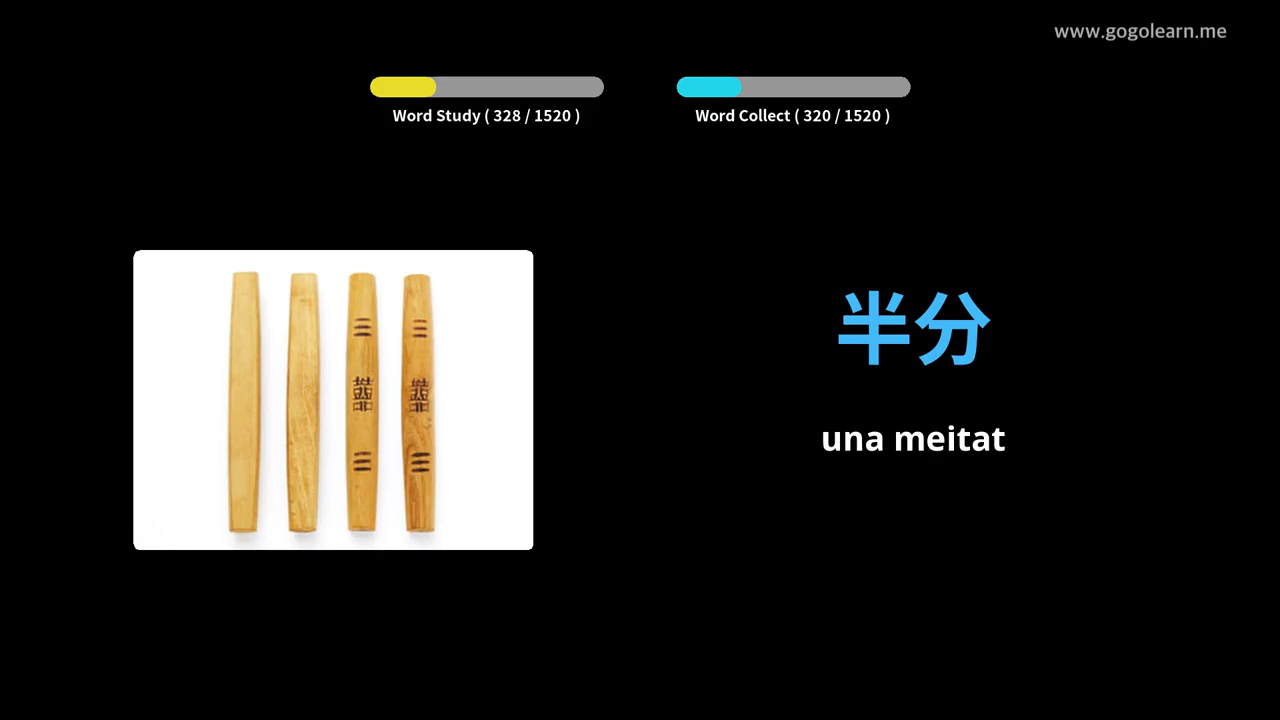 www.gogolearn.me
Word Study ( 328 / 1520 )
Word Collect ( 320 / 1520 )
半分
una meitat